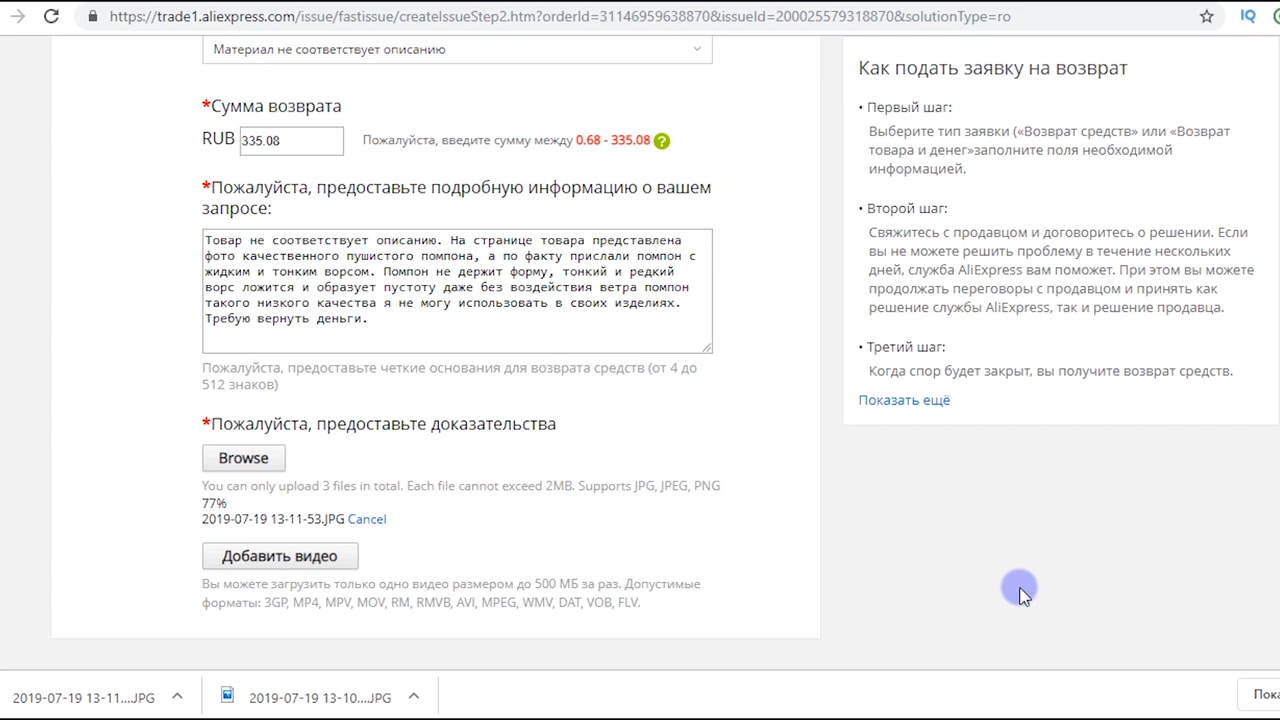 https://trade1.aliexpress.com/issue/fastissue/createIssueStep2.htm?orderId=31146959638870&issueId=200025579318870&solutionType=ro
IQ
Материал не соответствует описанию
*Сумма возврата
RUB 335.08 Пожалуйста, введите сумму между 0.68 - 335.08 ?
*Пожалуйста, предоставьте подробную информацию о вашем
запросе:
Товар не соответствует описанию. На странице товара представлена
фото качественного пушистого помпона, а по факту прислали помпон с
жидким и тонким ворсом. Помпон не держит форму, тонкий и редкий
ворс ложится и образует пустоту даже без воздействия ветра помпон
такого низкого качества я не могу использовать в своих изделиях.
Требую вернуть деньги.
Пожалуйста, предоставьте четкие основания для возврата средств (от 4 до
512 знаков)
*Пожалуйста, предоставьте доказательства
Browse
You can only upload 3 files in total. Each file cannot exceed 2MB. Supports JPG, JPEG, PNG
77%
2019-07-19 13-11-53.JPG Cancel
Добавить видео
Вы можете загрузить только одно видео размером до 500 МБ за раз. Допустимые
форматы: 3GP, MP4, MPV, MOV, RM, RMVB, AVI, MPEG, WMV, DAT, VOB, FLV.
Как подать заявку на возврат
• Первый шаг:
Выберите тип заявки («Возврат средств» или «Возврат
товара и денег»заполните поля необходимой
информацией.
• Второй шаг:
Свяжитесь с продавцом и договоритесь о решении. Если
вы не можете решить проблему в течение нескольких
дней, служба AliExpress вам поможет. При этом вы можете
продолжать переговоры с продавцом и принять как
решение службы AliExpress, так и решение продавца.
• Третий шаг:
Когда спор будет закрыт, вы получите возврат средств.
Показать ещё
2019-07-19 13-11....JPG
2019-07-19 13-10....JPG
Пока